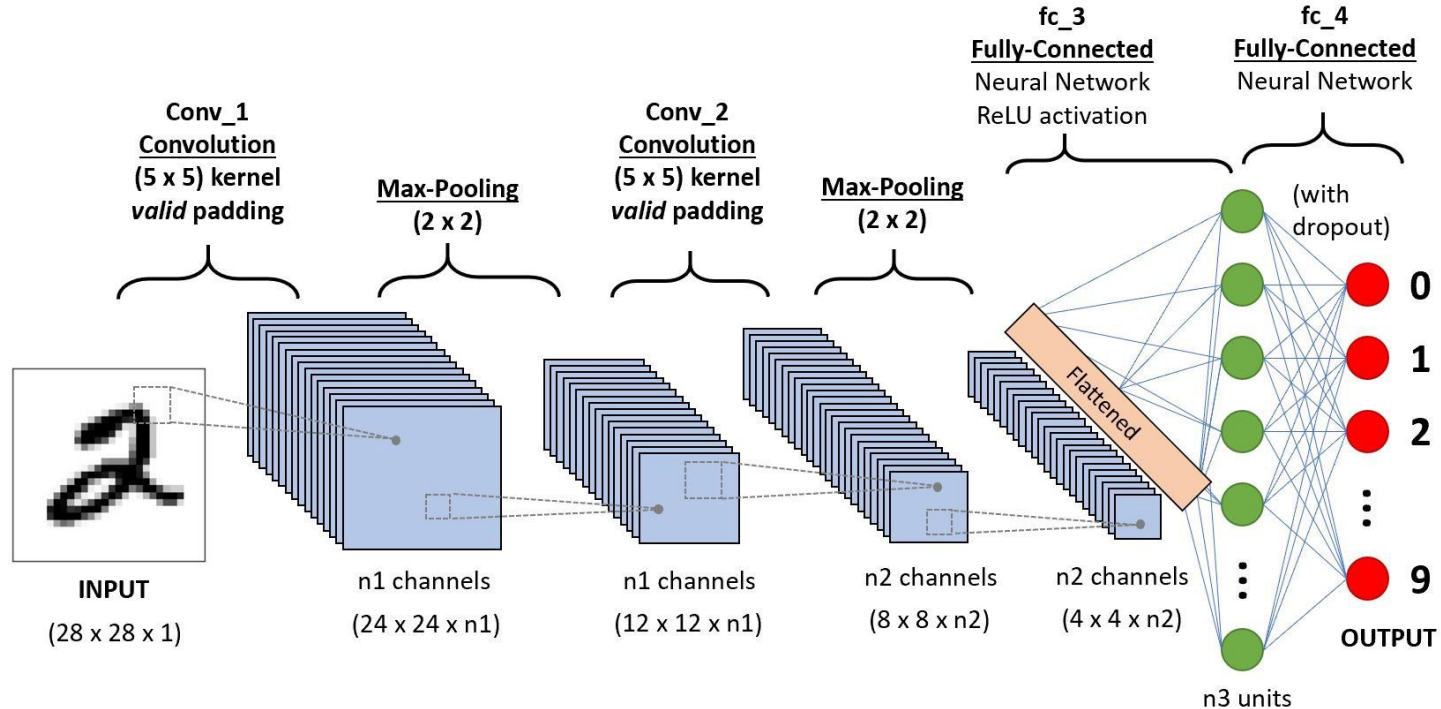 Conv_1
Convolution
(5 x 5) kernel
valid padding
Max-Pooling
(2 x 2)
Conv_2
Convolution
(5 x 5) kernel
valid padding
Max-Pooling
(2 x 2)
fc_3
Fully-Connected
Neural Network
ReLU activation
fc_4
Fully-Connected
Neural Network
(with
dropout)
2
INPUT
(28 x 28 x 1)
n1 channels
(24 x 24 x n1)
n1 channels
(12 x 12 x n1)
n2 channels
(8 x 8 x n2)
n2 channels
(4 x 4 x n2)
Flattened
n3 units
0
1
2
9
OUTPUT